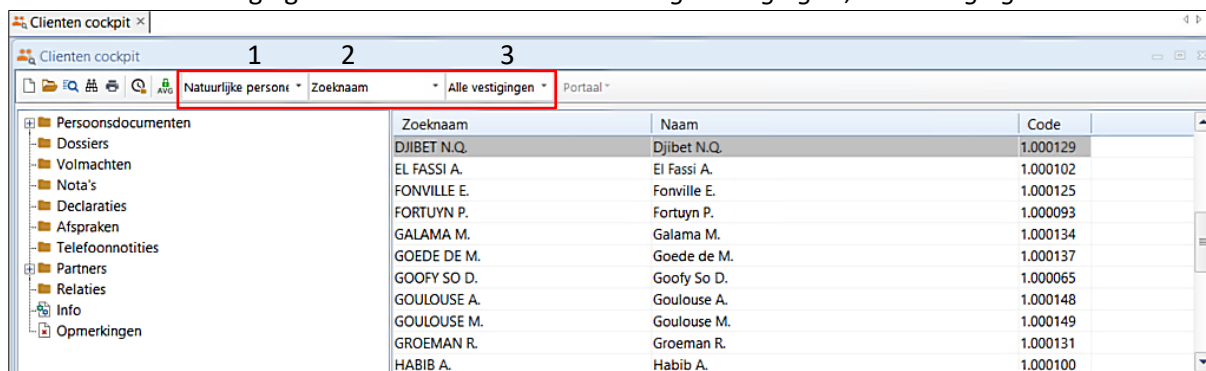 Clienten cockpit
Clienten cockpit
1 2 3
AVG Natuurlijke persone Zoeknaam Alle vestigingen Portaal
Persoonsdocumenten
Dossiers
Volmachten
Nota's
Declaraties
Afspraken
Telefoonnotities
Partners
Relaties
Info
Opmerkingen
Zoeknaam Naam Code
DJIBET N.Q. Djibet N.Q. 1.000129
EL FASSI A. El Fassi A. 1.000102
FONVILLE E. Fonville E. 1.000125
FORTUYN P. Fortuyn P. 1.000093
GALAMA M. Galama M. 1.000134
GOEDE DE M. Goede de M. 1.000137
GOOFY SO D. Goofy So D. 1.000065
GOULOUSE A. Goulouse A. 1.000148
GOULOUSE M. Goulouse M. 1.000149
GROEMAN R. Groeman R. 1.000131
HABIB A. Habib A. 1.000100